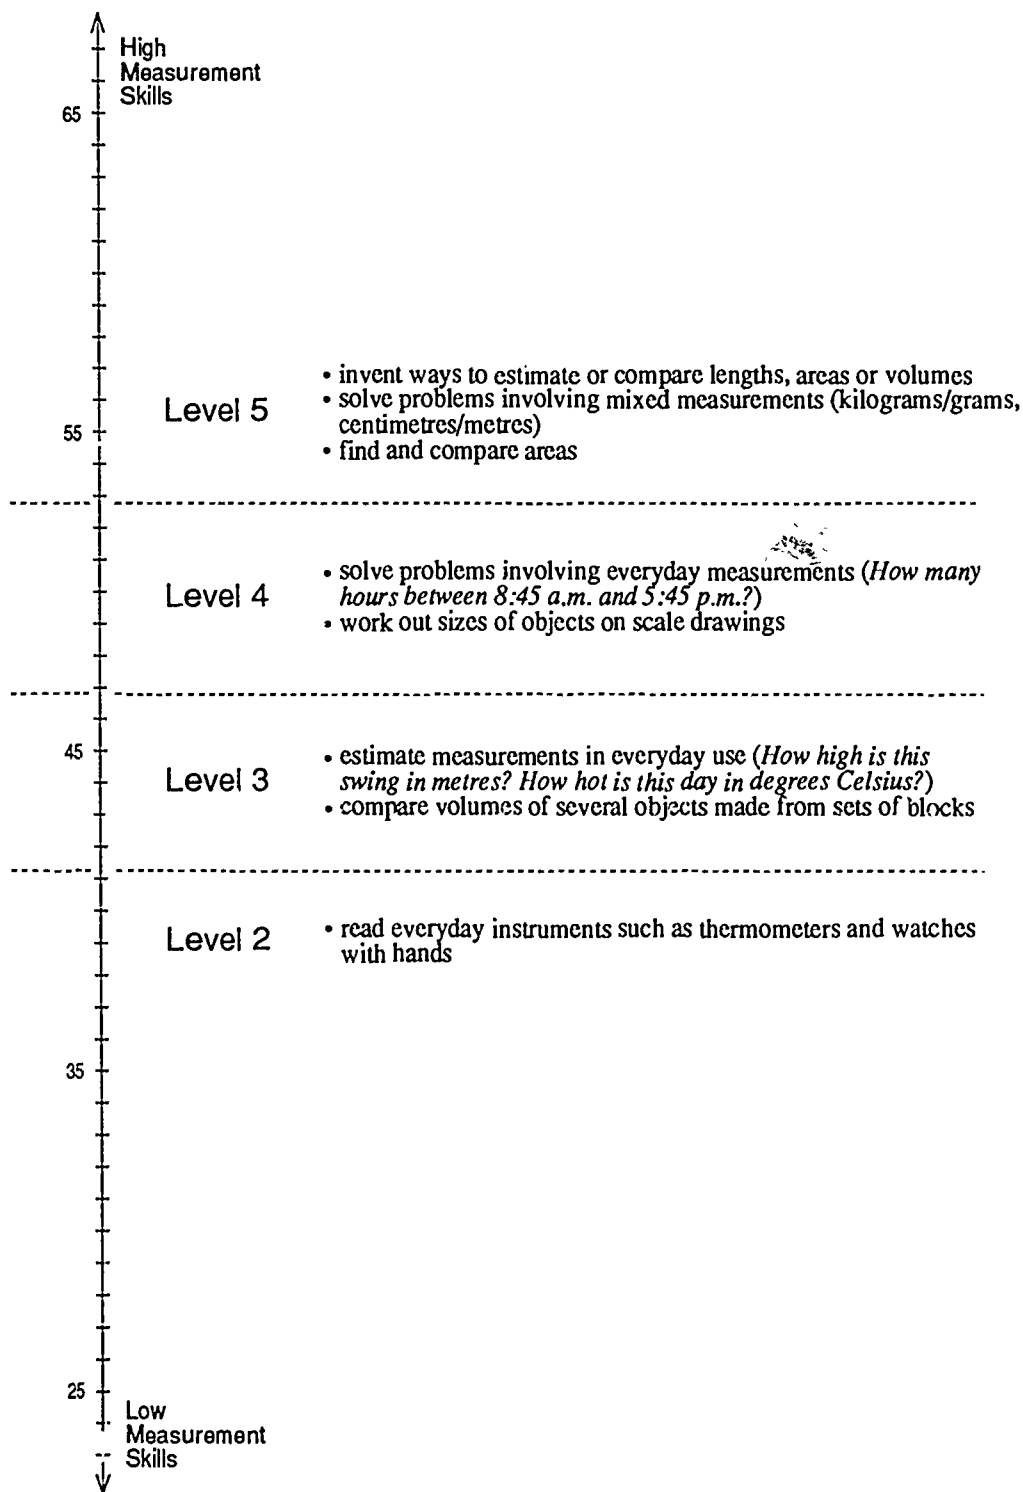 High
Measurement
Skills
65
Level 5
• invent ways to estimate or compare lengths, areas or volumes
• solve problems involving mixed measurements (kilograms/grams,
centimetres/metres)
• find and compare areas
55
Level 4
• solve problems involving everyday measurements (How many
hours between 8:45 a.m. and 5:45 p.m.?)
• work out sizes of objects on scale drawings
45
Level 3
• estimate measurements in everyday use (How high is this
swing in metres? How hot is this day in degrees Celsius?)
• compare volumes of several objects made from sets of blocks
Level 2
• read everyday instruments such as thermometers and watches
with hands
35
25
Low
Measurement
Skills